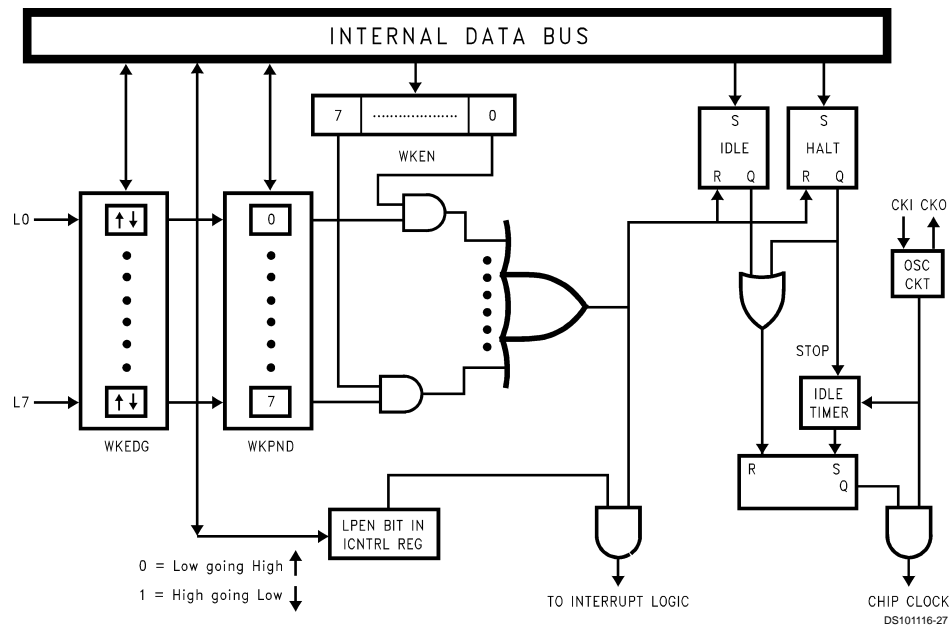 INTERNAL DATA BUS
7 0
WKEN
S
IDLE
R Q
S
HALT
R Q
CKI CKO
OSC
CKT
L0
0
L7
7
WKEDG
WKPND
STOP
IDLE
TIMER
R S
Q
LPEN BIT IN
ICNTRL REG
0 = Low going High
1 = High going Low
TO INTERRUPT LOGIC
CHIP CLOCK
DS101116-27